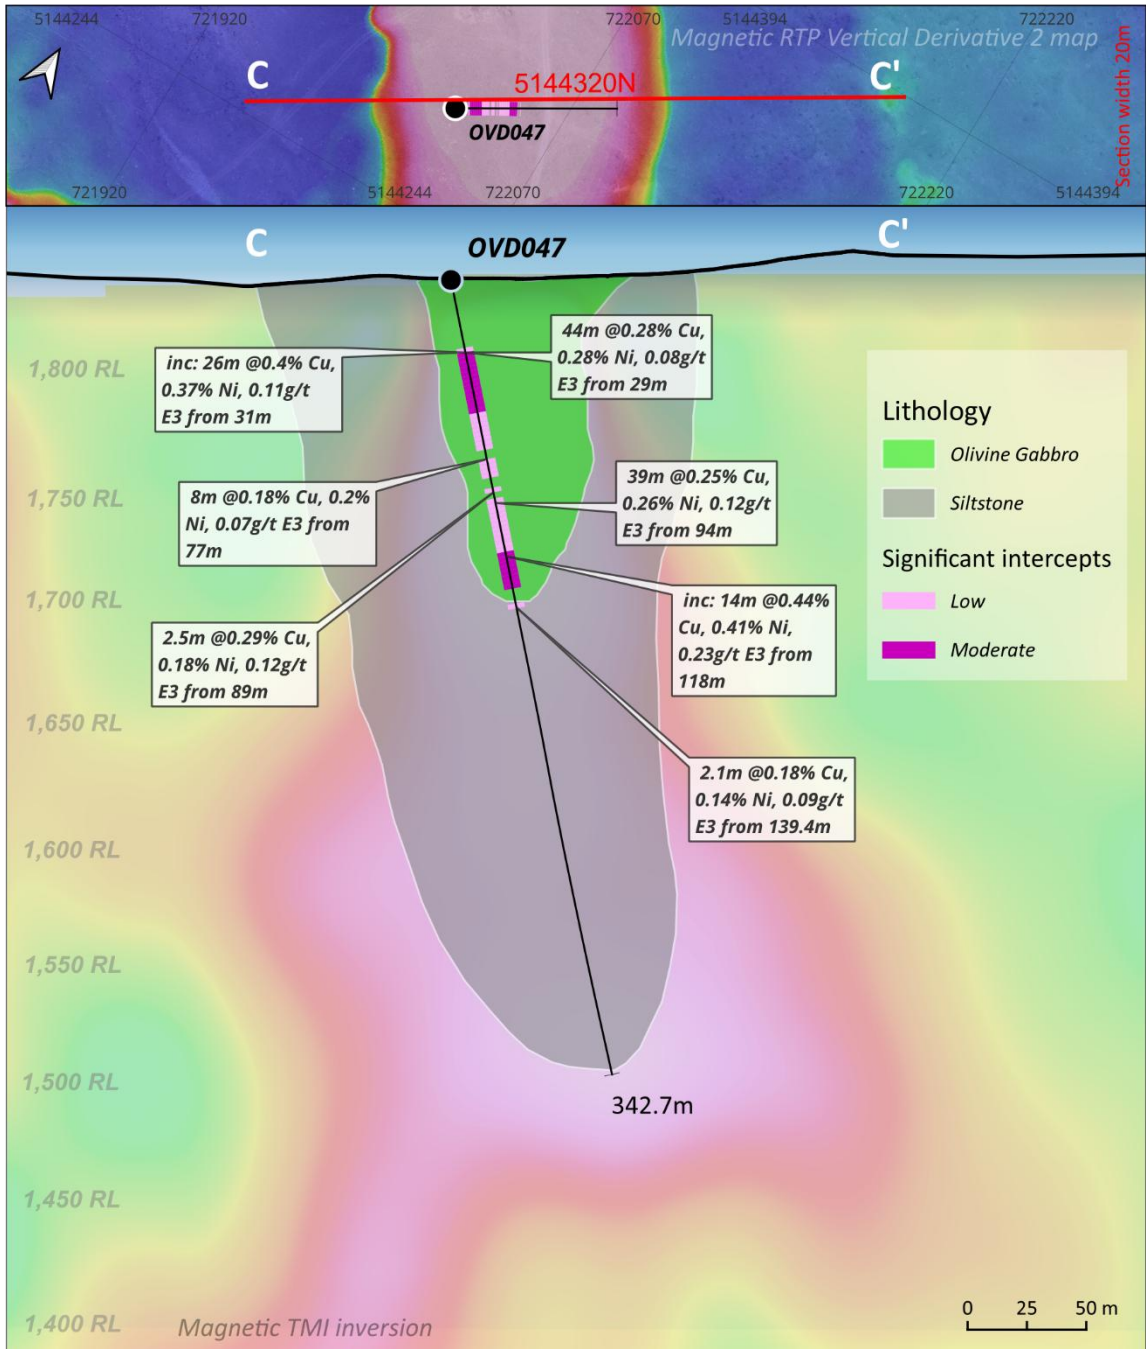 5144244
721920
722070
5144394
722220
Magnetic RTP Vertical Derivative 2 map
C
C'
5144320N
OVD047
Section width 20m
721920
5144244
722070
722220
5144394
C
OVD047
C'
44m @0.28% Cu,
0.28% Ni, 0.08g/t
E3 from 29m
inc: 26m @0.4% Cu,
0.37% Ni, 0.11g/t
E3 from 31m
8m @0.18% Cu, 0.2%
Ni, 0.07g/t E3 from
77m
39m @0.25% Cu,
0.26% Ni, 0.12g/t
E3 from 94m
2.5m @0.29% Cu,
0.18% Ni, 0.12g/t
E3 from 89m
inc: 14m @0.44%
Cu, 0.41% Ni,
0.23g/t E3 from
118m
2.1m @0.18% Cu,
0.14% Ni, 0.09g/t
E3 from 139.4m
342.7m
1,800 RL
1,750 RL
1,700 RL
1,650 RL
1,600 RL
1,550 RL
1,500 RL
1,450 RL
1,400 RL
Lithology
Olivine Gabbro
Siltstone
Significant intercepts
Low
Moderate
Magnetic TMI inversion
0 25 50 m